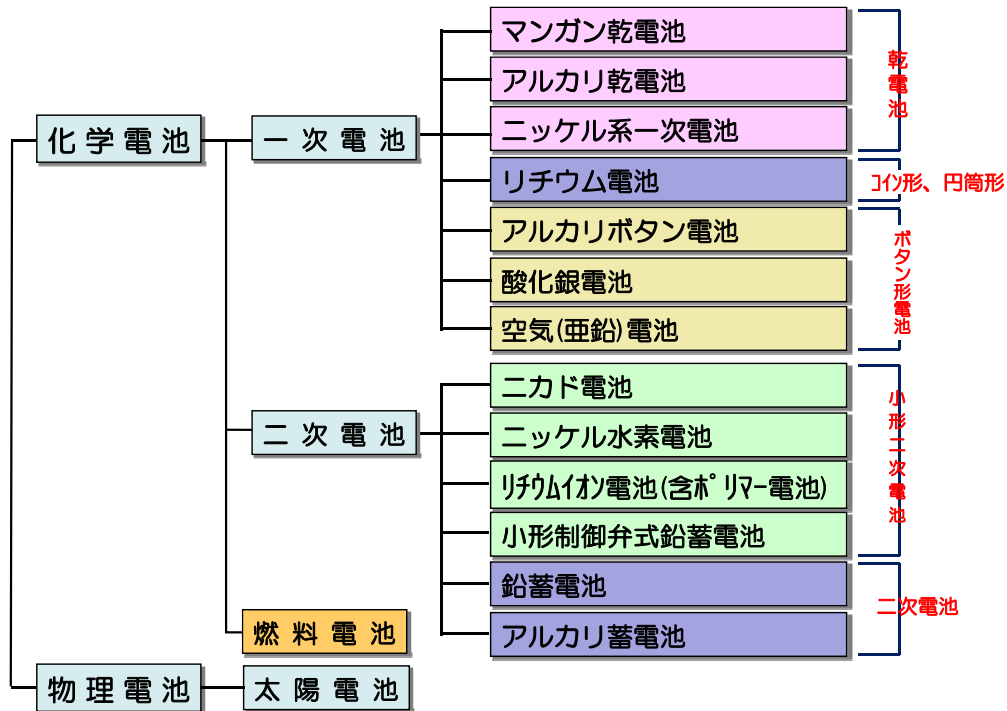 化学電池
一次電池
マンガン乾電池
アルカリ乾電池
ニッケル系一次電池
乾電池
リチウム電池
ｺｲﾝ形、円筒形
アルカリボタン電池
酸化銀電池
空気(亜鉛)電池
ボタン形電池
二次電池
ニカド電池
ニッケル水素電池
ﾘﾁｳﾑｲｵﾝ電池(含ﾎﾟﾘﾏｰ電池)
小形制御弁式鉛蓄電池
小形二次電池
鉛蓄電池
アルカリ蓄電池
二次電池
燃料電池
物理電池
太陽電池